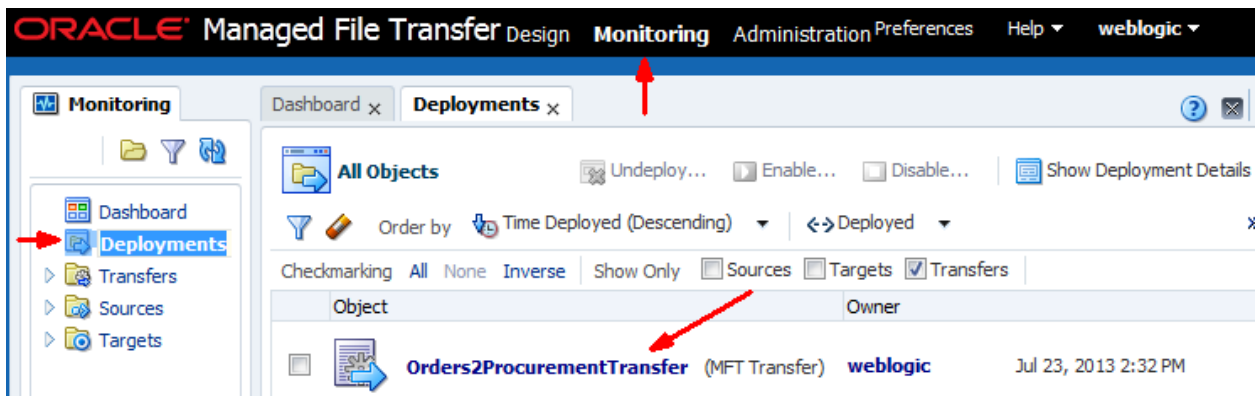 ORACLE Managed File Transfer Design Monitoring Administration Preferences Help weblogic
Monitoring
Dashboard Deployments
All Objects Undeploy... Enable... Disable... Show Deployment Details
Dashboard
Order by Time Deployed (Descending) Deployed
Deployments
Checkmarking All None Inverse Show Only Sources Targets Transfers
Transfers
Sources
Object Owner
Targets
Orders2ProcurementTransfer (MFT Transfer) weblogic Jul 23, 2013 2:32 PM